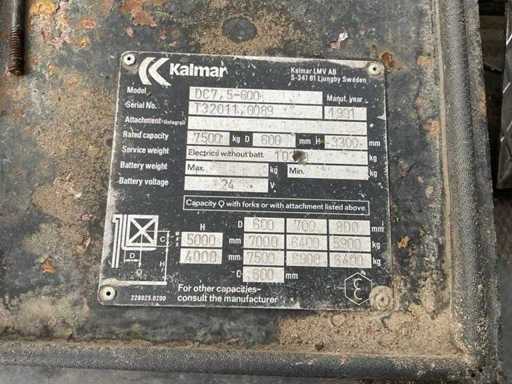 Kalmar
Kalmar LMV AB
S-341 81 Ljungby Sweden
Model DC7,5-600 Manuf. year
Serial No. T32011.0089 1991
Attachment-(integral)
Rated capacity 7500 kg D 600 mm H 3300 mm
Service weight Electrics without batt. kg
Battery weight Max. kg Min. kg
Battery voltage 24 V
Capacity Q with forks or with attachment listed above
H D 600 700 800 mm
5000 mm 7000 6400 5900 kg
4000 mm 7500 6900 6400 kg
C 600 mm
C
D
H
For other capacities-
consult the manufacturer
228023.0200